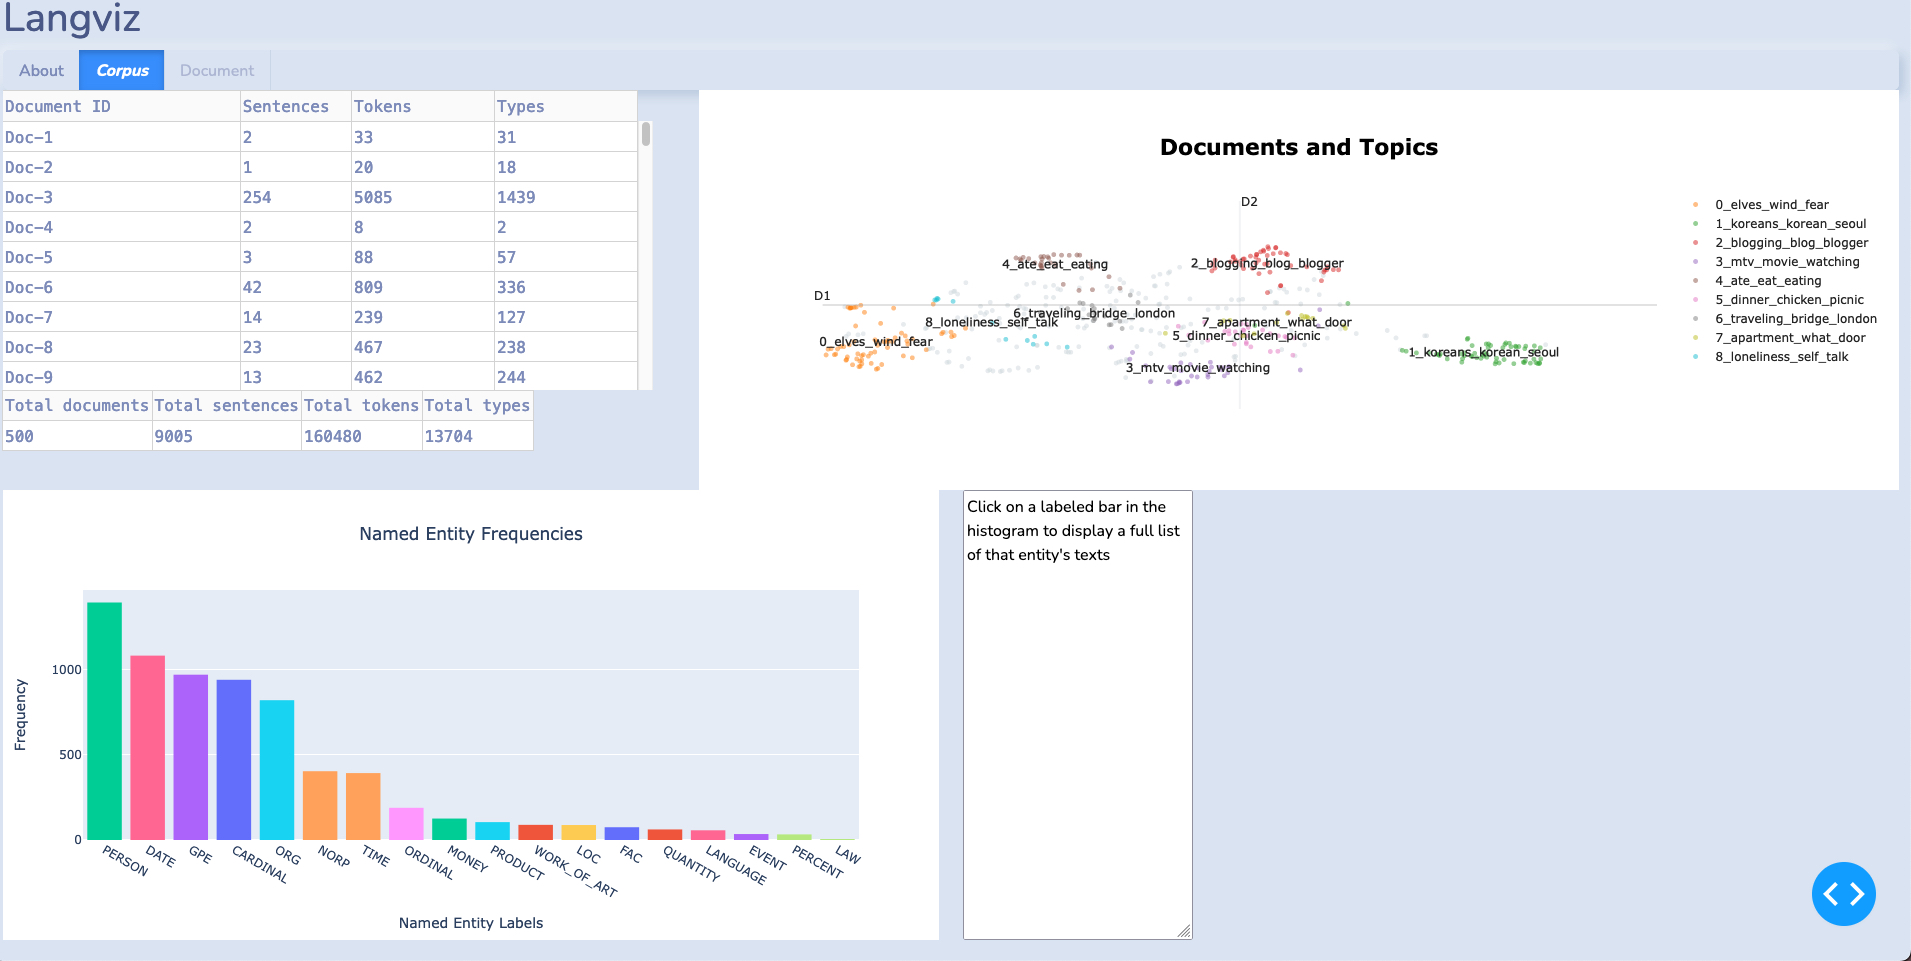 Langviz
About Corpus Document
Document ID Sentences Tokens Types
Doc-1 2 33 31
Doc-2 1 20 18
Doc-3 254 5085 1439
Doc-4 2 8 2
Doc-5 3 88 57
Doc-6 42 809 336
Doc-7 14 239 127
Doc-8 23 467 238
Doc-9 13 462 244
Total documents Total sentences Total tokens Total types
500 9005 160480 13704
Documents and Topics
D2
D1
4_ate_eat_eating
2_blogging_blog_blogger
6_traveling_bridge_london
8_loneliness_self_talk
7_apartment_what_door
5_dinner_chicken_picnic
0_elves_wind_fear
1_koreans_korean_seoul
3_mtv_movie_watching
0_elves_wind_fear
1_koreans_korean_seoul
2_blogging_blog_blogger
3_mtv_movie_watching
4_ate_eat_eating
5_dinner_chicken_picnic
6_traveling_bridge_london
7_apartment_what_door
8_loneliness_self_talk
Named Entity Frequencies
Frequency
1000
500
0
PERSON
DATE
GPE
CARDINAL
ORG
NORP
TIME
ORDINAL
MONEY
PRODUCT
WORK_OF_ART
LOC
FAC
QUANTITY
LANGUAGE
EVENT
PERCENT
LAW
Named Entity Labels
Click on a labeled bar in the
histogram to display a full list
of that entity's texts